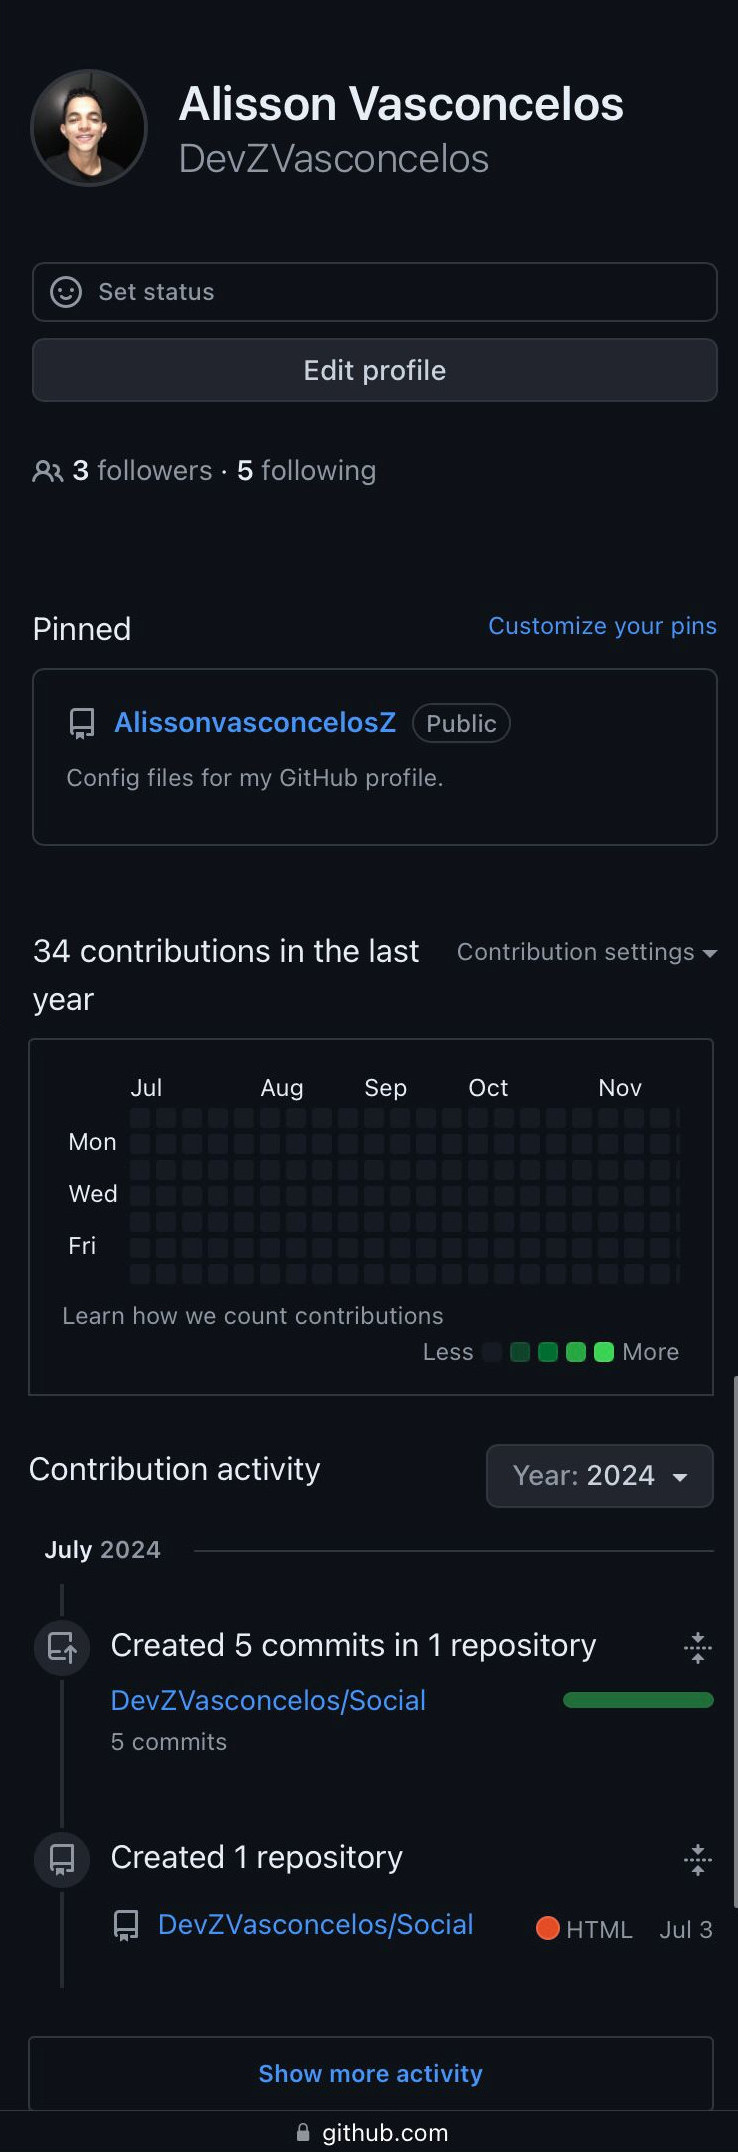 Alisson Vasconcelos
DevZVasconcelos
Set status
Edit profile
3 followers · 5 following
Pinned
Customize your pins
AlissonvasconcelosZ Public
Config files for my GitHub profile.
34 contributions in the last
year
Contribution settings
Jul Aug Sep Oct Nov
Mon
Wed
Fri
Learn how we count contributions
Less More
Contribution activity
Year: 2024
July 2024
Created 5 commits in 1 repository
DevZVasconcelos/Social
5 commits
Created 1 repository
DevZVasconcelos/Social HTML Jul 3
Show more activity
github.com